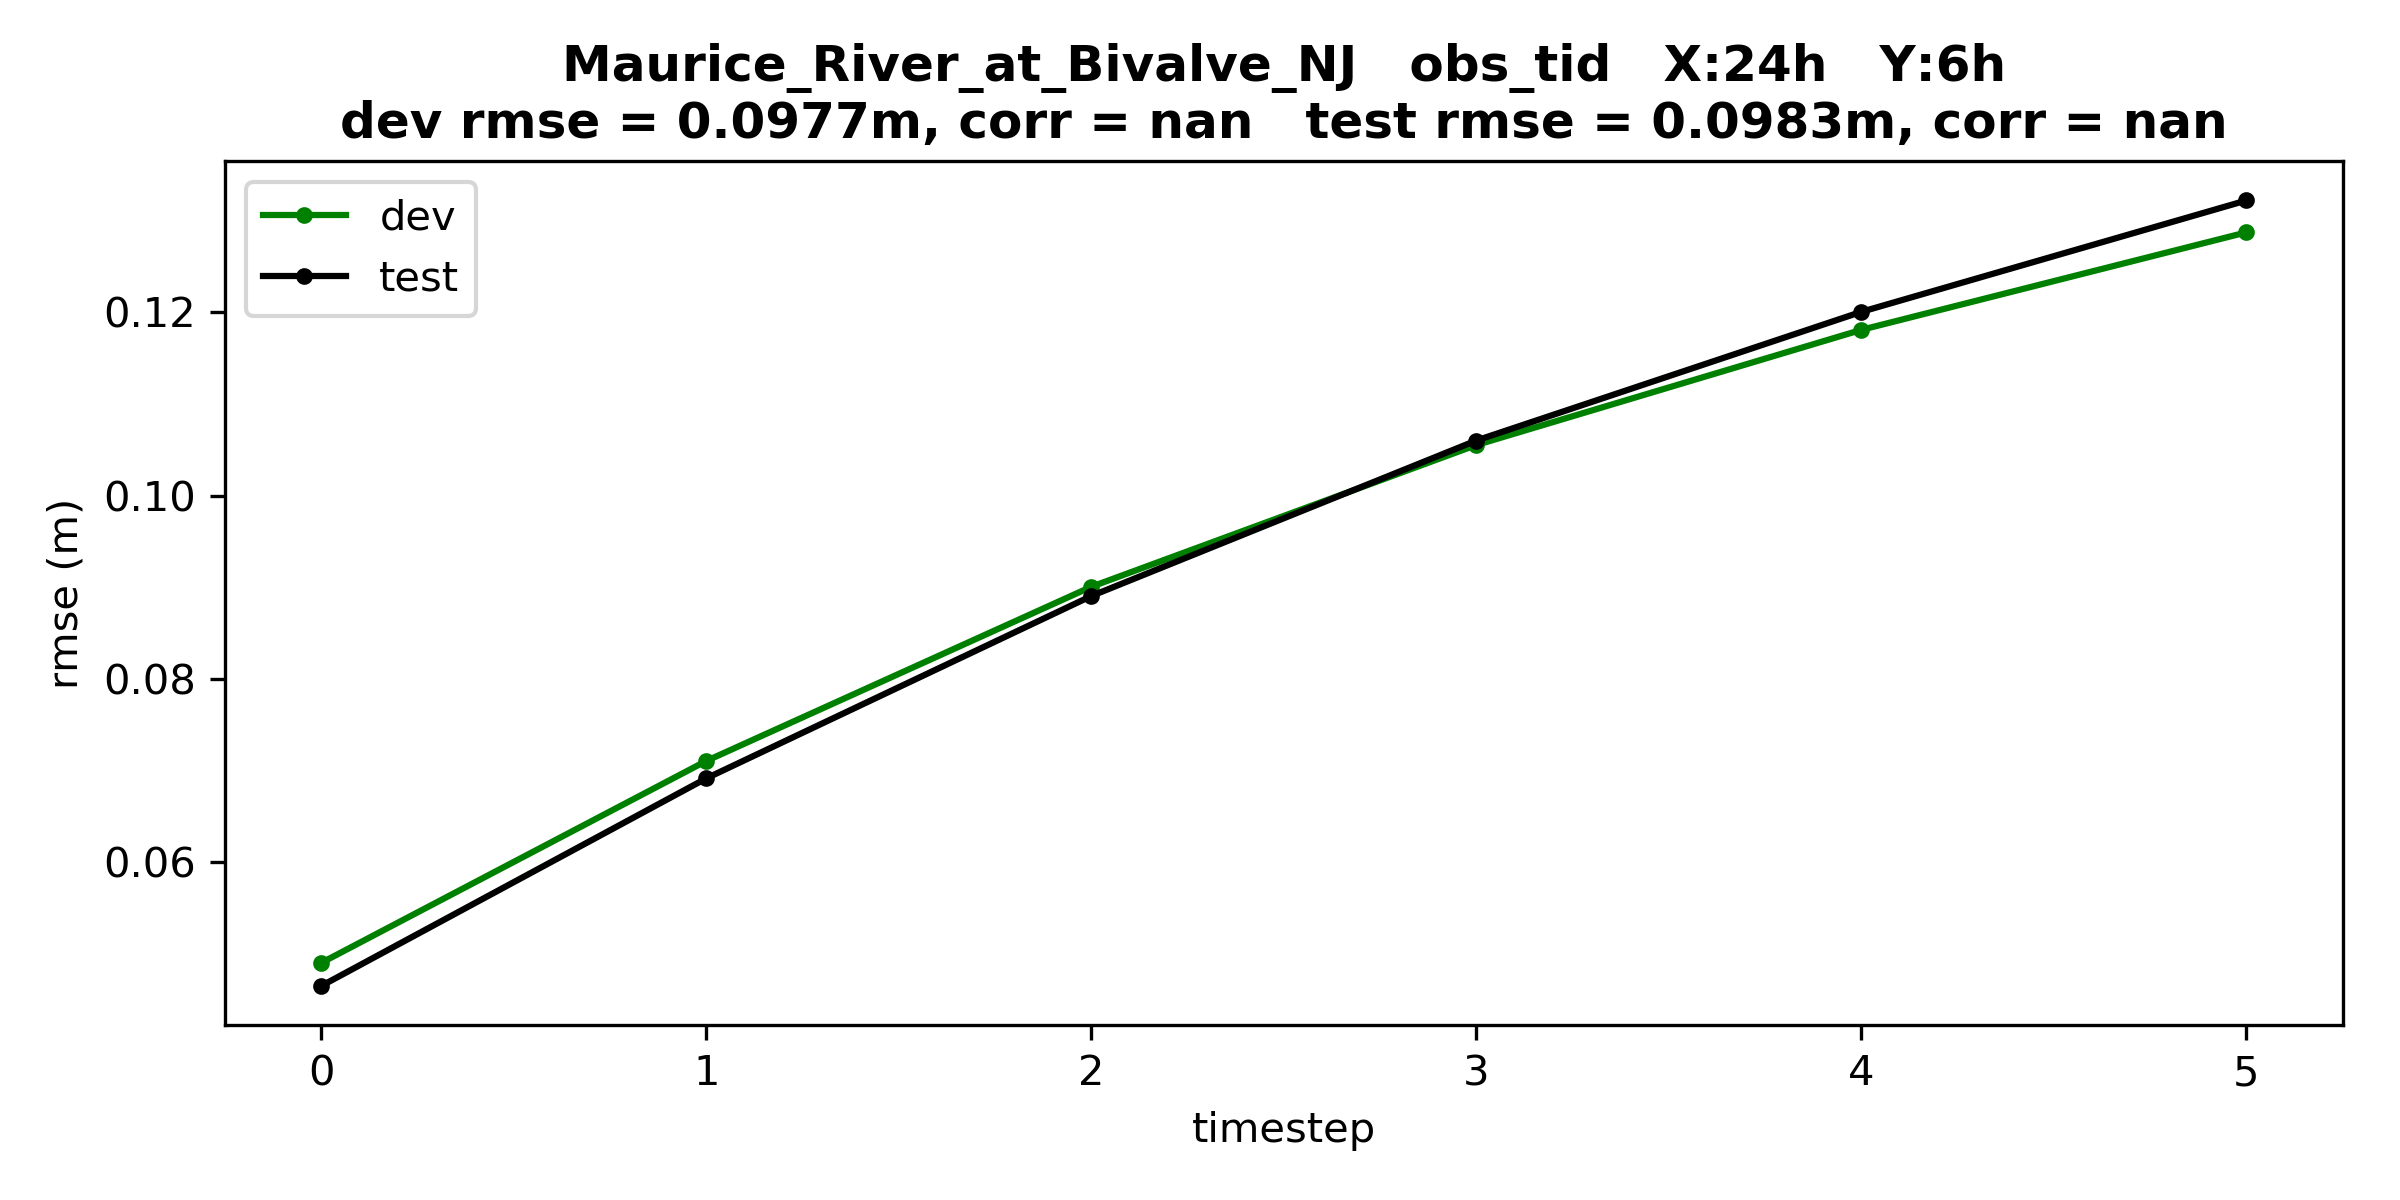 Maurice_River_at_Bivalve_NJ   obs_tid   X:24h   Y:6h
dev rmse = 0.0977m, corr = nan   test rmse = 0.0983m, corr = nan
dev
test
0.12
0.10
0.08
0.06
rmse (m)
0 1 2 3 4 5
timestep